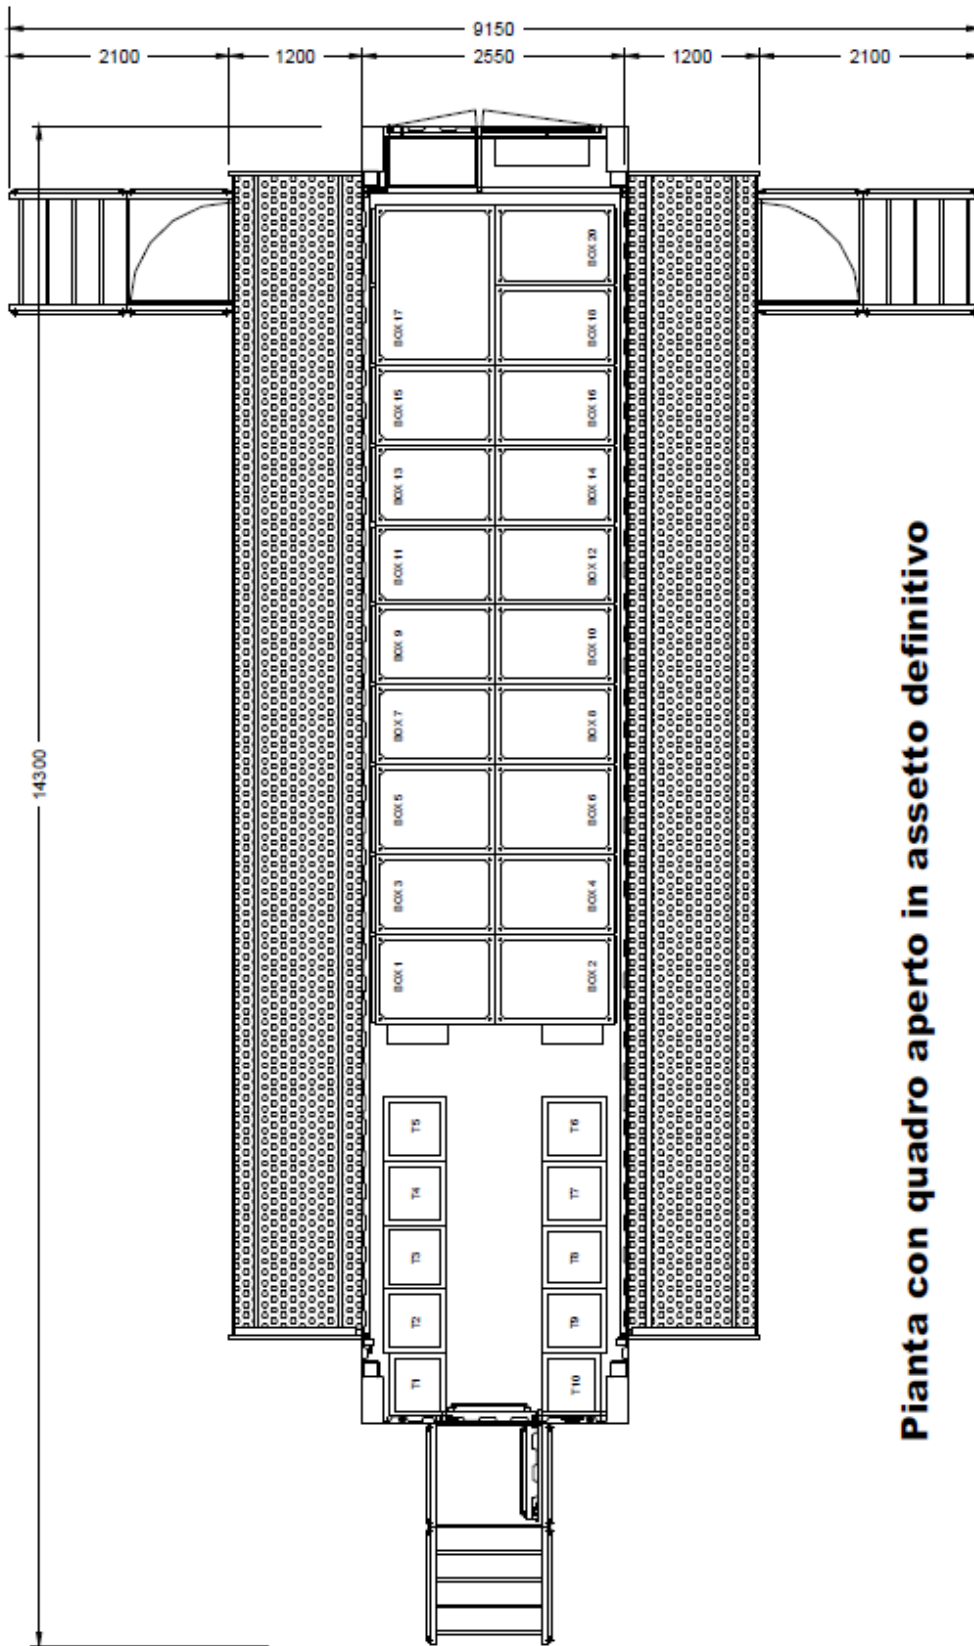 9150
2100 1200 2550 1200 2100
14300
BOX 20
BOX 17 BOX 18
BOX 15 BOX 16
BOX 13 BOX 14
BOX 11 BOX 12
BOX 9 BOX 10
BOX 7 BOX 8
BOX 5 BOX 6
BOX 3 BOX 4
BOX 1 BOX 2
T5 T6
T4 T7
T3 T8
T2 T9
T1 T10
Pianta con quadro aperto in assetto definitivo